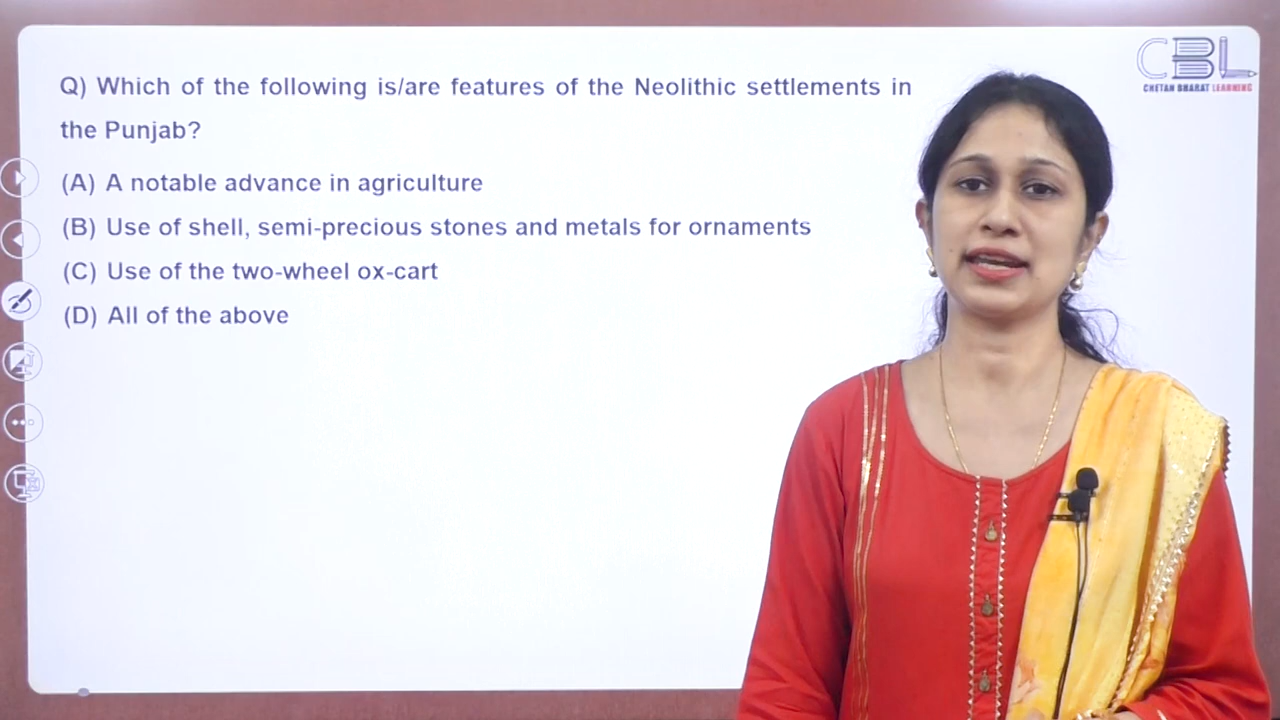 CBL
CHETAN BHARAT LEARNING
Q) Which of the following is/are features of the Neolithic settlements in
the Punjab?
(A) A notable advance in agriculture
(B) Use of shell, semi-precious stones and metals for ornaments
(C) Use of the two-wheel ox-cart
(D) All of the above